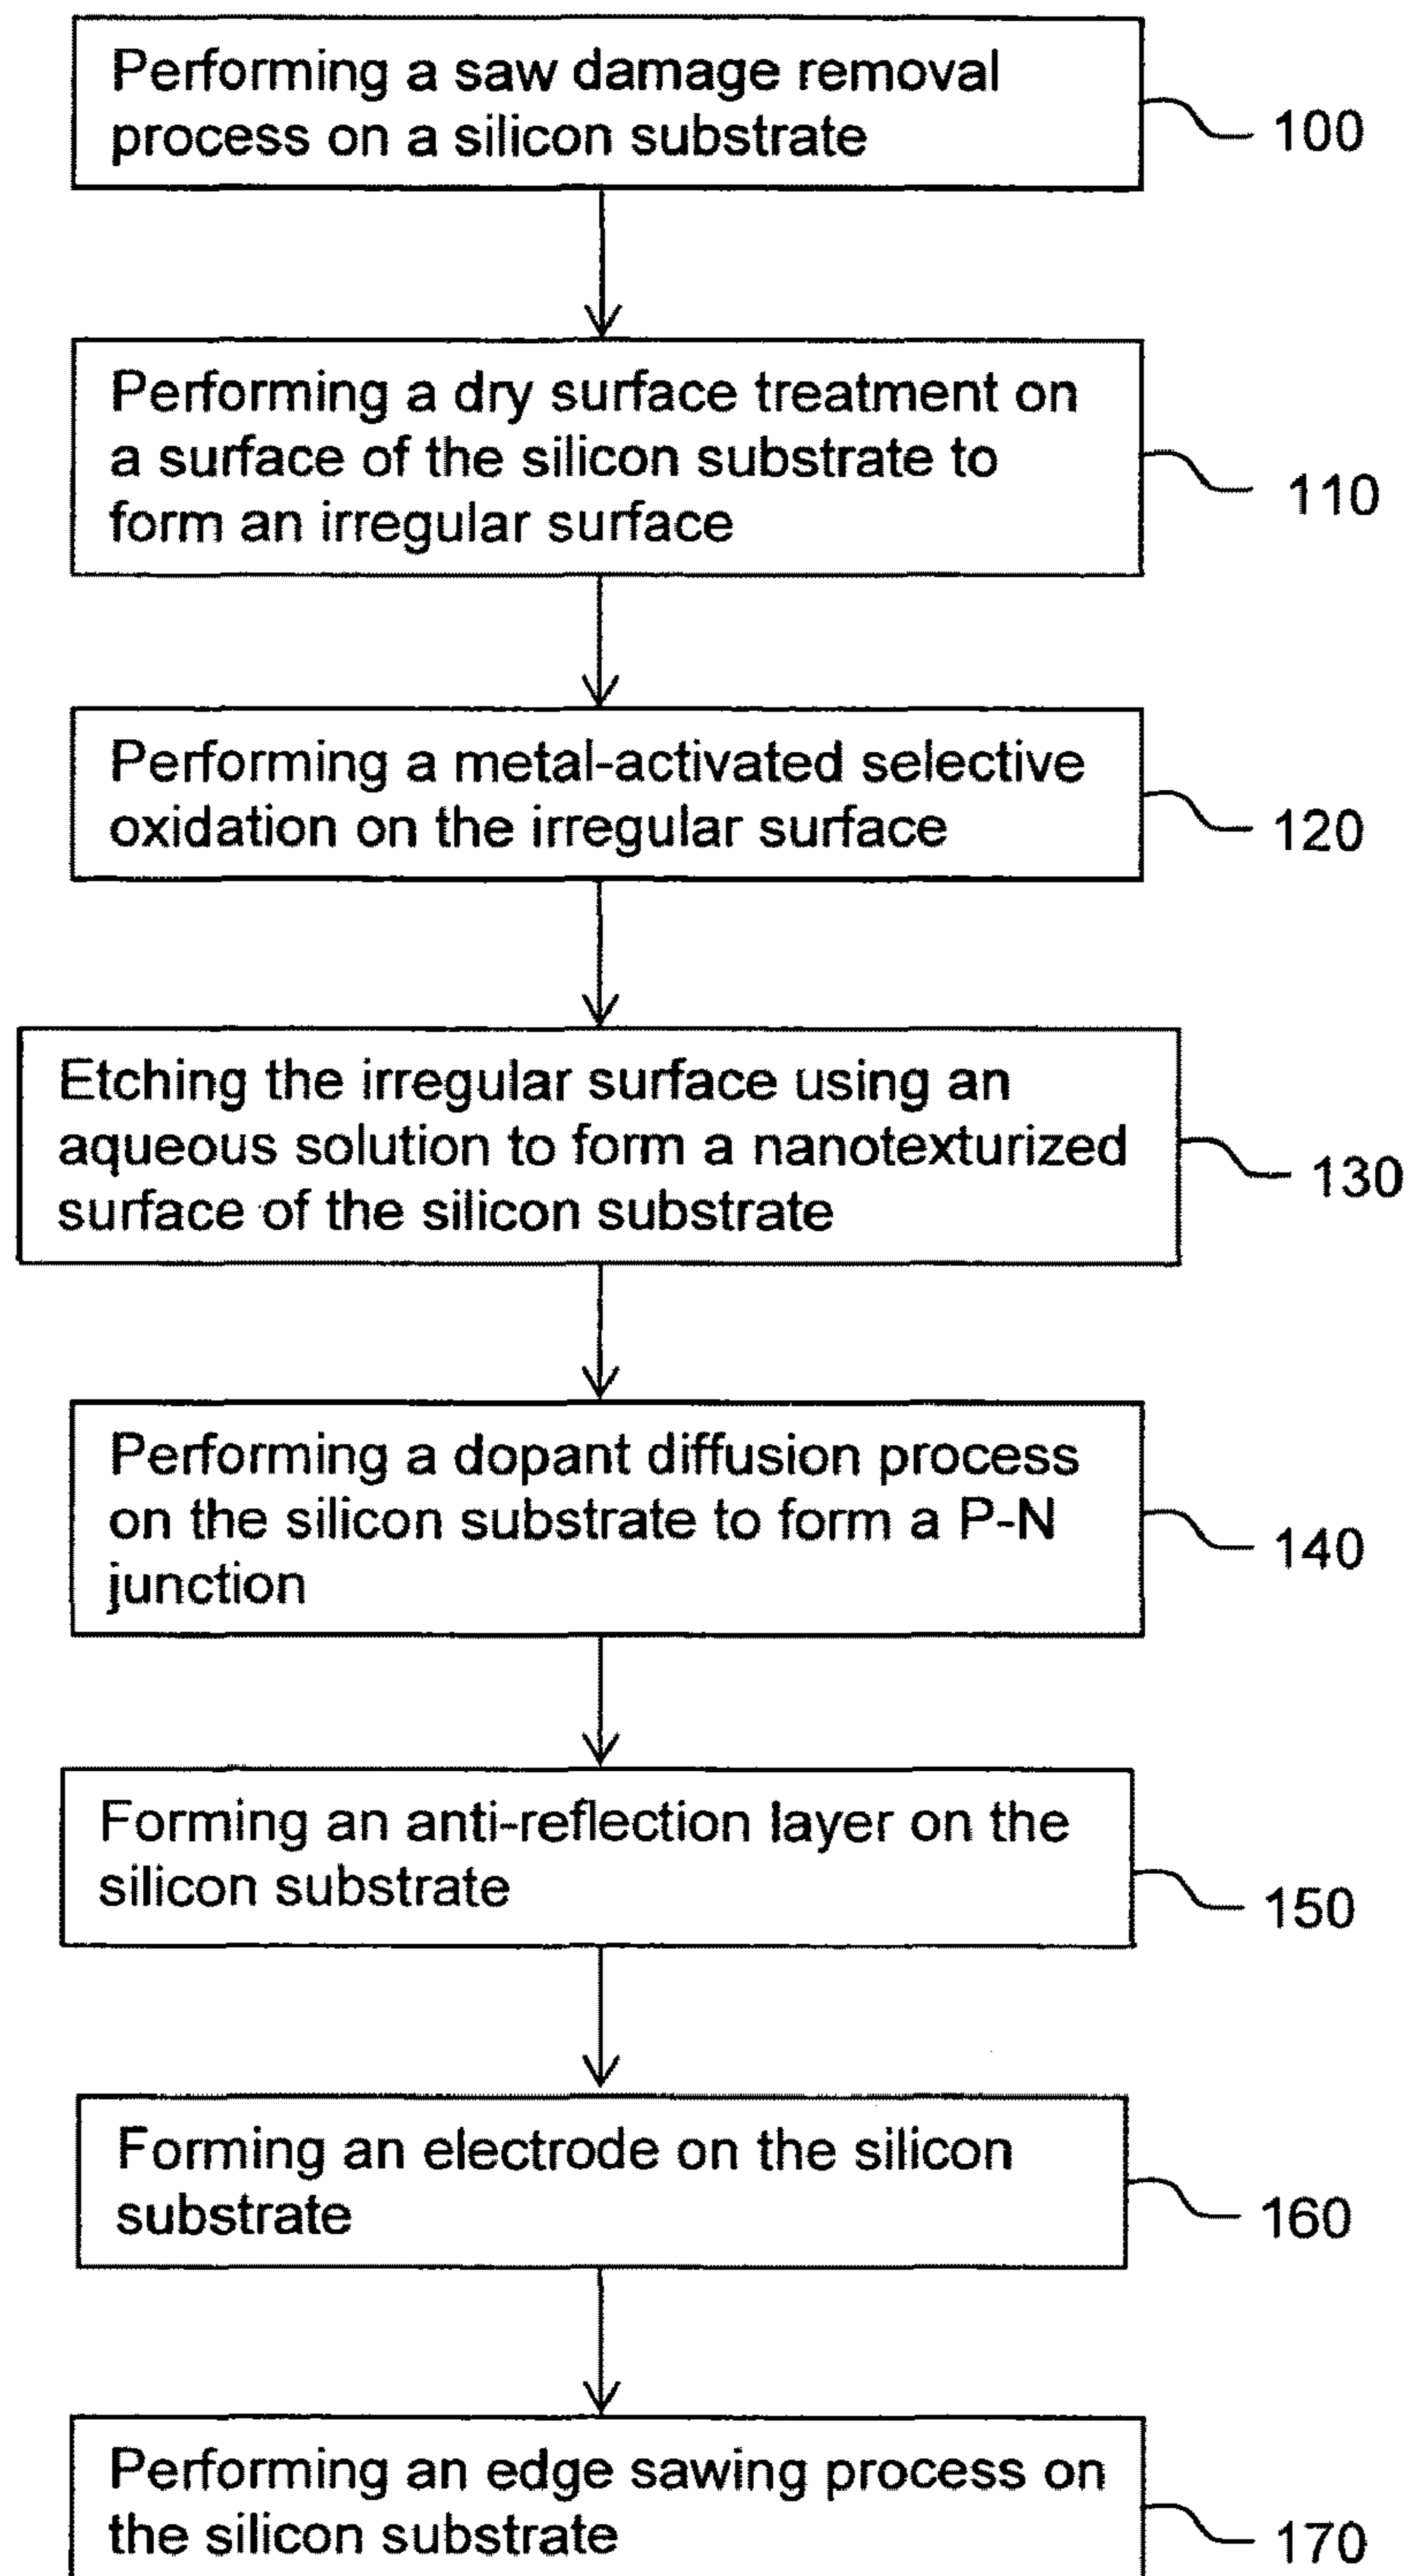 Performing a saw damage removal
process on a silicon substrate
100
Performing a dry surface treatment on
a surface of the silicon substrate to
form an irregular surface
110
Performing a metal-activated selective
oxidation on the irregular surface
120
Etching the irregular surface using an
aqueous solution to form a nanotexturized
surface of the silicon substrate
130
Performing a dopant diffusion process
on the silicon substrate to form a P-N
junction
140
Forming an anti-reflection layer on the
silicon substrate
150
Forming an electrode on the silicon
substrate
160
Performing an edge sawing process on
the silicon substrate
170